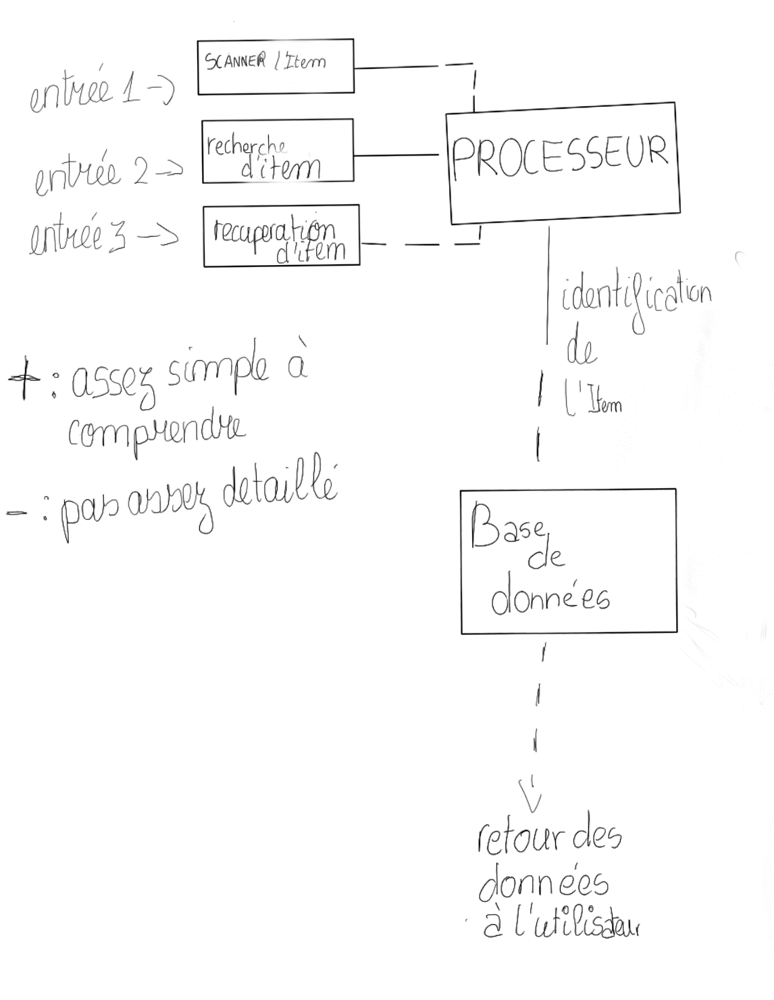 entrée 1 ->
SCANNER / Item
entrée 2 ->
recherche
d'item
entrée 3 ->
recuperation
d'item
PROCESSEUR
identification
de
l'Item
+ : assez simple à
comprendre
- : pas assez detaillé
Base
de
données
retour des
données
à l'utilisateur